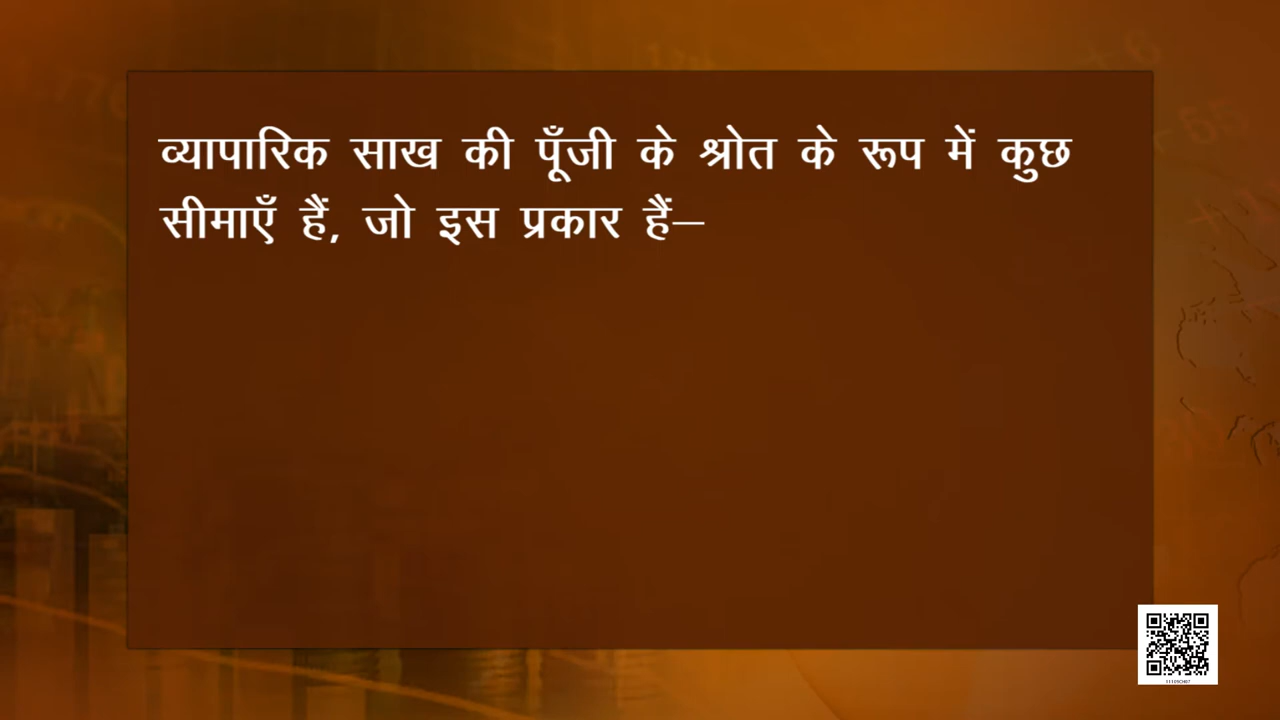 व्यापारिक साख की पूँजी के श्रोत के रूप में कुछ
सीमाएँ हैं, जो इस प्रकार हैं–